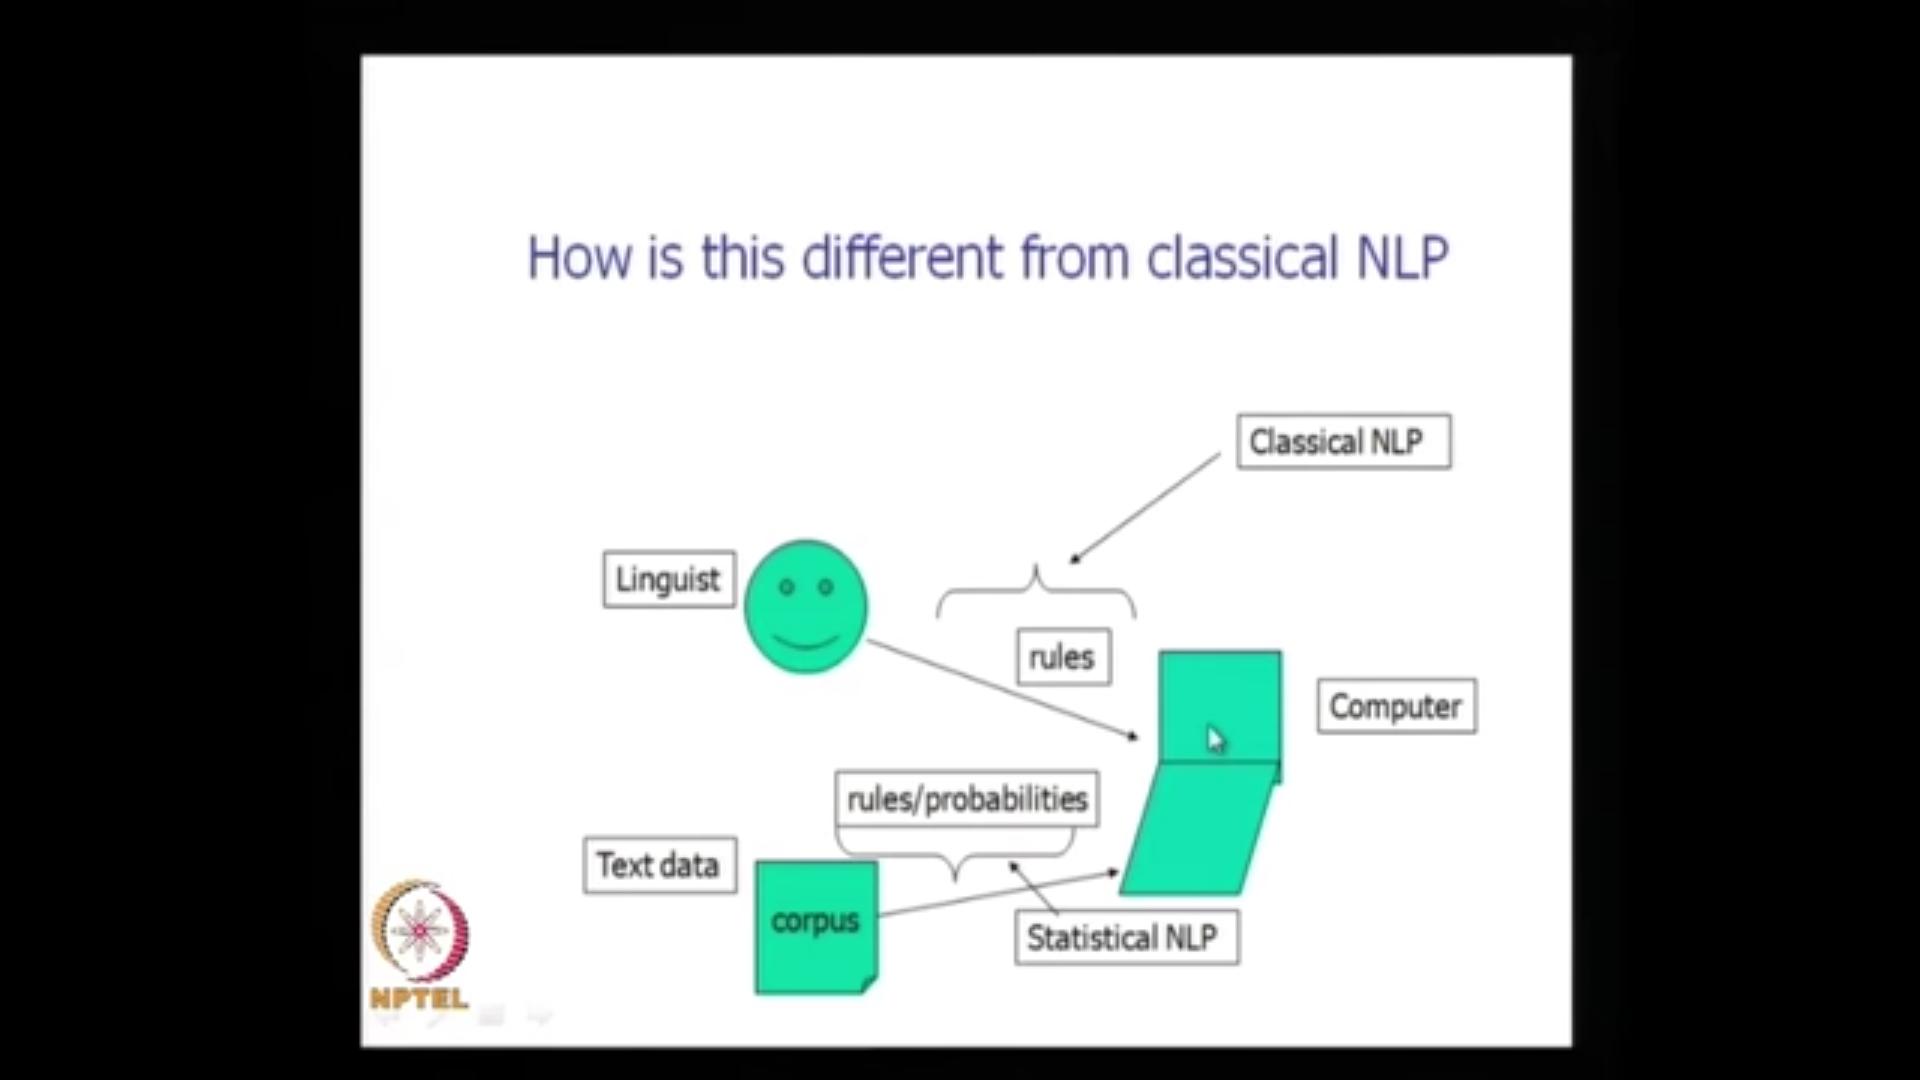 How is this different from classical NLP
Classical NLP
Linguist
rules
Computer
rules/probabilities
Text data
corpus
Statistical NLP
NPTEL